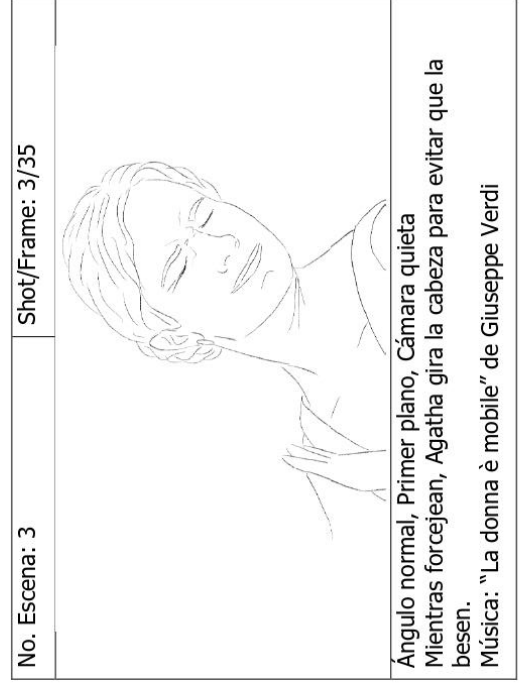 No. Escena: 3
Shot/Frame: 3/35
Ángulo normal, Primer plano, Cámara quieta
Mientras forcejean, Agatha gira la cabeza para evitar que la
besen.
Música: “La donna è mobile” de Giuseppe Verdi